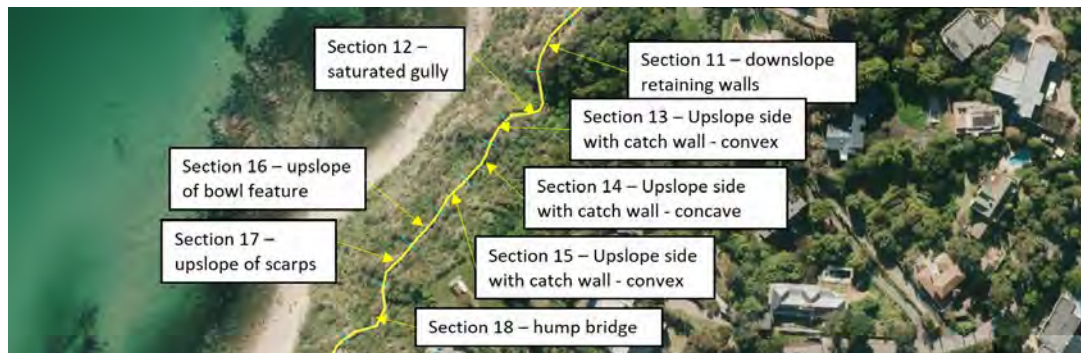 Section 12 –
saturated gully
Section 11 – downslope
retaining walls
Section 13 – Upslope side
with catch wall - convex
Section 16 – upslope
of bowl feature
Section 14 – Upslope side
with catch wall - concave
Section 17 –
upslope of scarps
Section 15 – Upslope side
with catch wall - convex
Section 18 – hump bridge